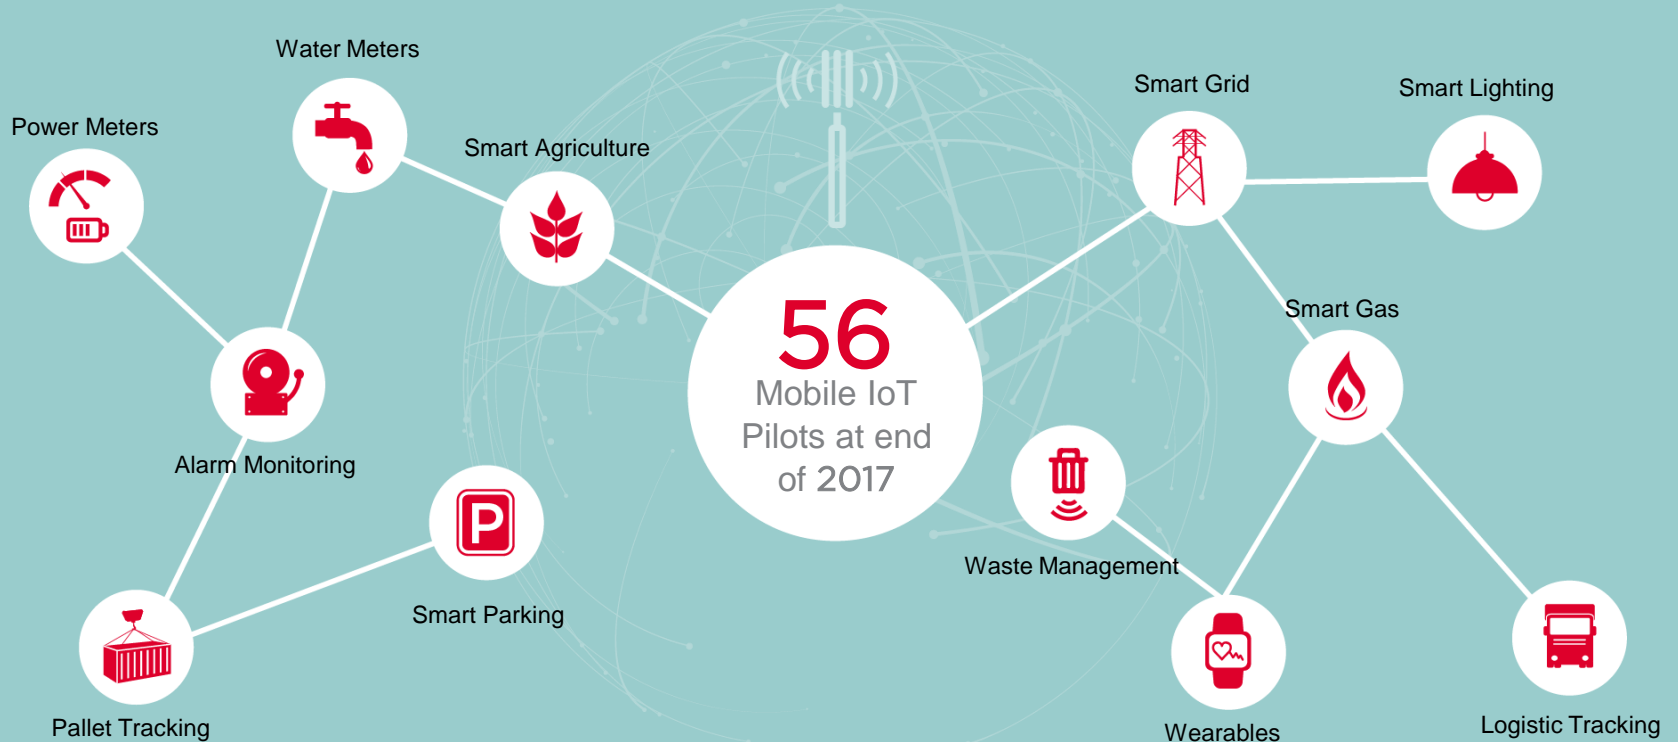 Water Meters
Smart Grid
Smart Lighting
Power Meters
Smart Agriculture
56
Mobile IoT
Pilots at end
of 2017
Smart Gas
Alarm Monitoring
P
Waste Management
Smart Parking
Pallet Tracking
Wearables
Logistic Tracking